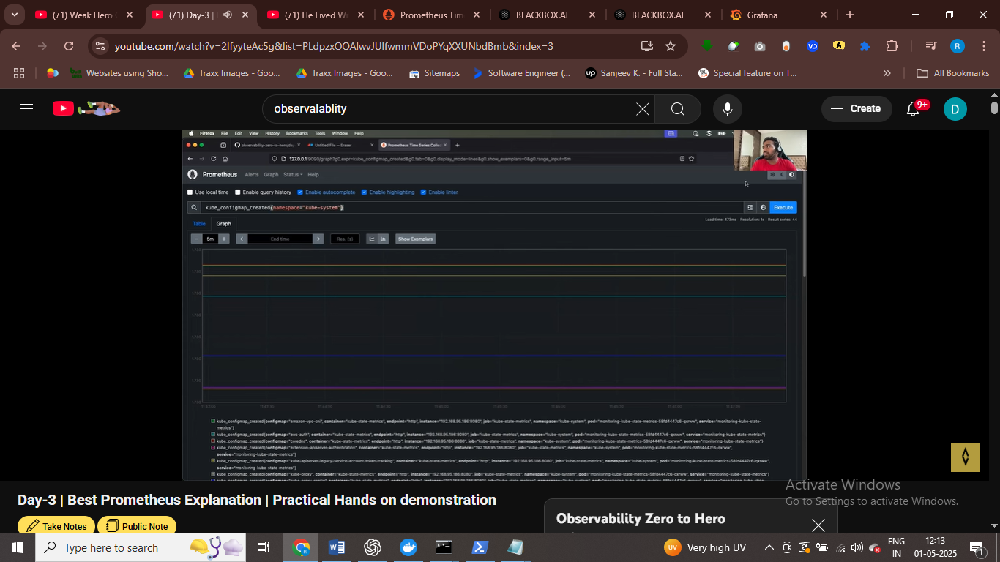 (71) Weak Hero
(71) Day-3 |
(71) He Lived Wi
Prometheus Tim
BLACKBOX.AI
BLACKBOX.AI
Grafana
youtube.com/watch?v=2IfyyteAc5g&list=PLdpzxOOAlwvJUIfwmmVDoPYqXXUNbdBmb&index=3
Websites using Sho...
Traxx Images - Goo...
Traxx Images - Goo...
Sitemaps
Software Engineer (...
up Sanjeev K. - Full Sta...
Special feature on T...
All Bookmarks
observalablity
Create
9+
D
Firefox File Edit View History Bookmarks Tools Window Help
observability-zero-to-hero/day
Untitled File — Eraser
Prometheus Time Series Collec
127.0.0.1:9090/graph?g0.expr=kube_configmap_created&g0.tab=0&g0.display_mode=lines&g0.show_exemplars=0&g0.range_input=5m
Prometheus Alerts Graph Status Help
Use local time Enable query history Enable autocomplete Enable highlighting Enable linter
kube_configmap_created{namespace="kube-system"}
Execute
Load time: 473ms Resolution: 1s Result series: 44
Table Graph
− 5m + End time Res. (s) Show Exemplars
kube_configmap_created{configmap="amazon-vpc-cni", container="kube-state-metrics", endpoint="http", instance="192.168.95.186:8080", job="kube-state-metrics", namespace="kube-system", pod="monitoring-kube-state-metrics-58fd4447c6-qxrww", service="monitoring-kube-state-
metrics"}
kube_configmap_created{configmap="aws-auth", container="kube-state-metrics", endpoint="http", instance="192.168.95.186:8080", job="kube-state-metrics", namespace="kube-system", pod="monitoring-kube-state-metrics-58fd4447c6-qxrww", service="monitoring-kube-state-metrics"}
kube_configmap_created{configmap="coredns", container="kube-state-metrics", endpoint="http", instance="192.168.95.186:8080", job="kube-state-metrics", namespace="kube-system", pod="monitoring-kube-state-metrics-58fd4447c6-qxrww", service="monitoring-kube-state-metrics"}
kube_configmap_created{configmap="extension-apiserver-authentication", container="kube-state-metrics", endpoint="http", instance="192.168.95.186:8080", job="kube-state-metrics", namespace="kube-system", pod="monitoring-kube-state-metrics-58fd4447c6-qxrww",
service="monitoring-kube-state-metrics"}
kube_configmap_created{configmap="kube-apiserver-legacy-service-account-token-tracking", container="kube-state-metrics", endpoint="http", instance="192.168.95.186:8080", job="kube-state-metrics", namespace="kube-system", pod="monitoring-kube-state-metrics-58fd4447c6-qxrww",
service="monitoring-kube-state-metrics"}
kube_configmap_created{configmap="kube-proxy", container="kube-state-metrics", endpoint="http", instance="192.168.95.186:8080", job="kube-state-metrics", namespace="kube-system", pod="monitoring-kube-state-metrics-58fd4447c6-qxrww", service="monitoring-kube-state-metrics"}
Day-3 | Best Prometheus Explanation | Practical Hands on demonstration
Take Notes
Public Note
Observability Zero to Hero
Activate Windows
Go to Settings to activate Windows.
Type here to search
UV Very high UV
ENG
IN
12:13
01-05-2025
1